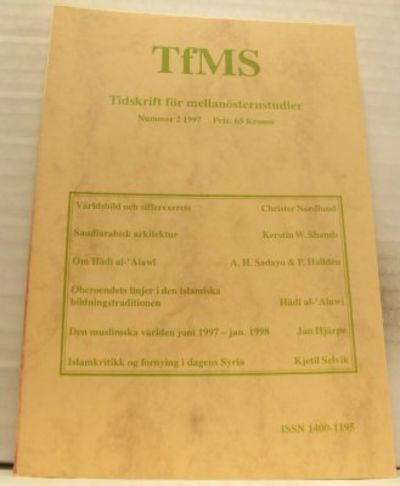 TfMS
Tidskrift för mellanösternstudier
Nummer 2 1997 Pris: 65 Kronor
Världsbild och sifferexercis Christer Nordlund
Saudiarabisk arkitektur Kerstin W. Shands
Om Hādī al-'Alawī A. H. Sadayo & P. Halldén
Oberoendets linjer i den islamiska
bildningstraditionen Hādī al-'Alawī
Den muslimska världen juni 1997 – jan. 1998 Jan Hjärpe
Islamkritikk og fornying i dagens Syria Kjetil Selvik
ISSN 1400-1195